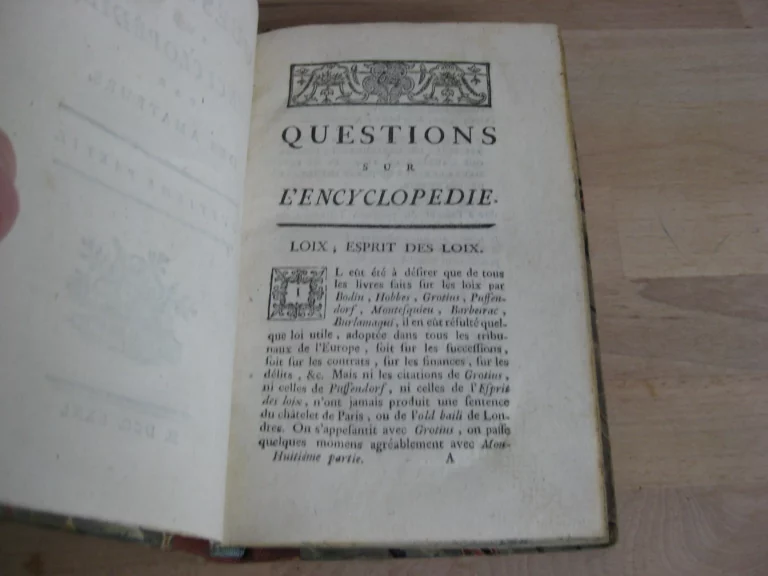 QUESTIONS
SUR
L'ENCYCLOPEDIE.
LOIX, ESPRIT DES LOIX.
IL eût été à désirer que de tous
les livres faits sur les loix par
Bodin, Hobbes, Grotius, Puffen-
dorf, Montesquieu, Barbeirac,
Burlamaqui, il en eût résulté quel-
que loi utile, adoptée dans tous les tribu-
naux de l'Europe, soit sur les successions,
soit sur les contrats, sur les finances, sur les
délits, &c. Mais ni les citations de Grotius,
ni celles de Puffendorf, ni celles de l'Esprit
des loix, n'ont jamais produit une sentence
du châtelet de Paris, ou de l'old baili de Lon-
dres. On s'appesantit avec Grotius, on passe
quelques momens agréablement avec Mon-
Huitiéme partie. A